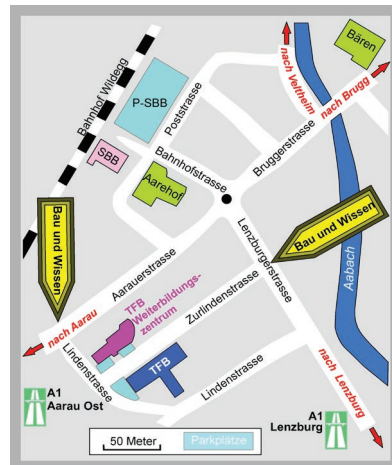 Bären
nach Veltheim
nach Brugg
P-SBB
Bahnhof Wildegg
Poststrasse
SBB
Bahnhofstrasse
Bruggerstrasse
Aarehof
Bau und Wissen
Bau und Wissen
Aabach
Aarauerstrasse
Lenzburgerstrasse
TFB
Weiterbildungs-
zentrum
Zurlindenstrasse
nach Aarau
Lindenstrasse
TFB
Lindenstrasse
nach Lenzburg
A1
Aarau Ost
A1
Lenzburg
50 Meter
Parkplätze